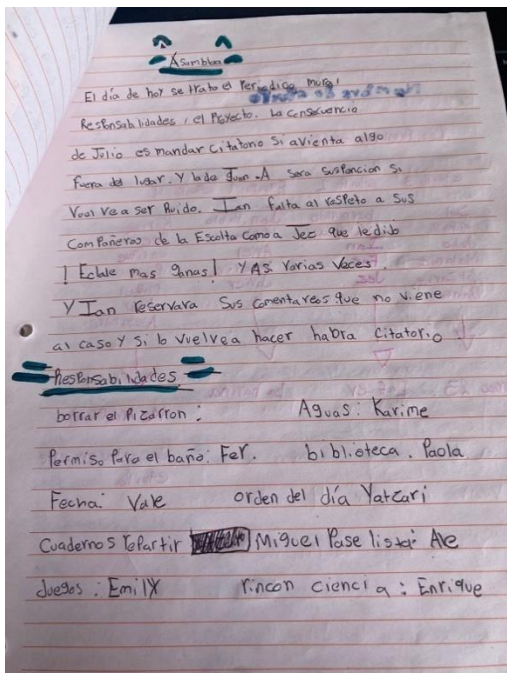 Asamblea
El día de hoy se trato el Periodico mural
Responsabilidades, el Proyecto. La Consecuencia
de Julio es mandar citatorio si avienta algo
fuera del lugar. Y la de Juan A sera suspencion si
vuelve a ser Ruido. Ian falta al respeto a sus
compañeros de la Escolta como a Jez que le dijo
¡Echale mas ganas! Y AS varias veces.
Y Ian reservara sus comentareos que no viene
al caso Y si lo vuelve a hacer habra citatorio
Responsabilidades
borrar el Pizarron: Aguas: Karime
Permiso Para el baño: Fer. biblioteca. Paola
Fecha: Vale orden del día Yatzari
Cuadernos repartir Miguel Pase lista: Ale
Juegos: Emily rincon ciencia: Enrique